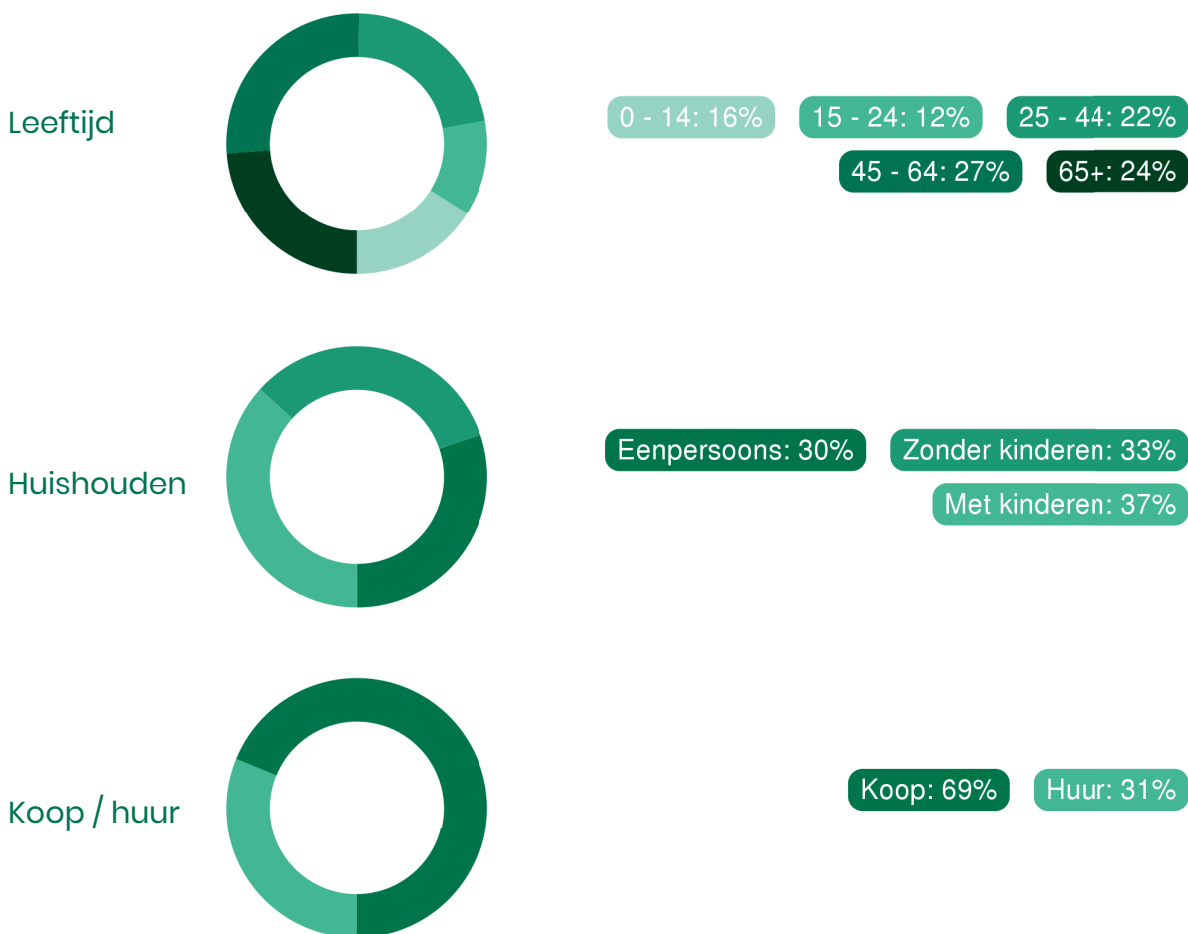 Leeftijd
0 - 14: 16% 15 - 24: 12% 25 - 44: 22%
45 - 64: 27% 65+: 24%
Huishouden
Eenpersoons: 30% Zonder kinderen: 33%
Met kinderen: 37%
Koop / huur
Koop: 69% Huur: 31%